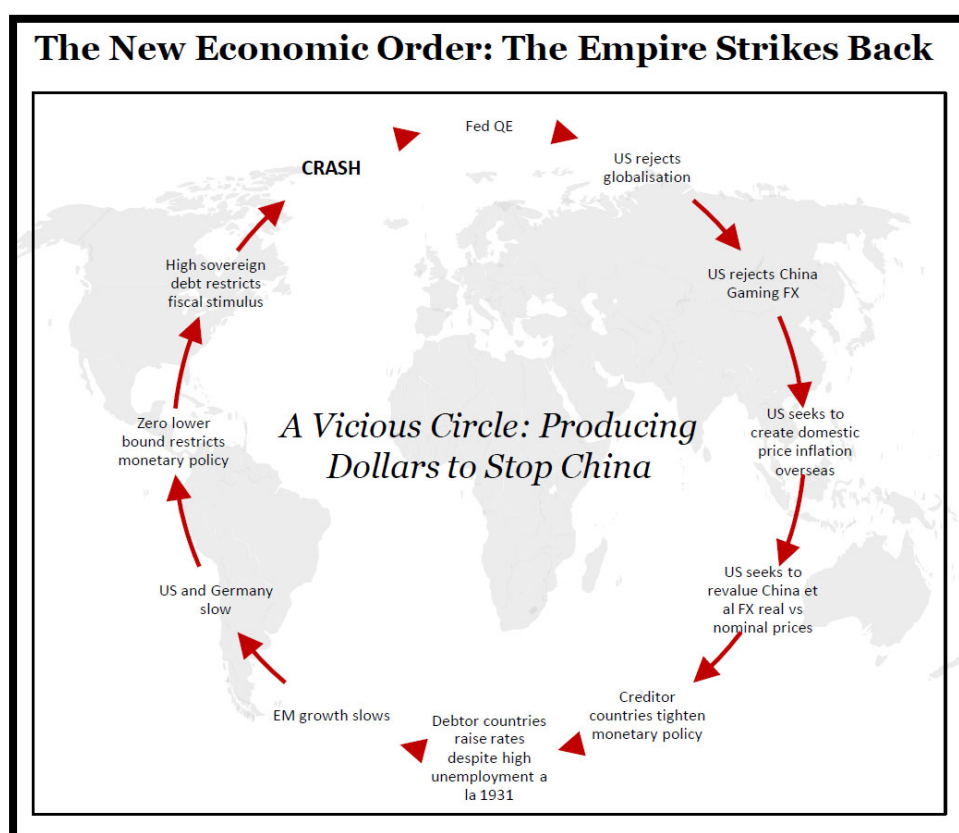 The New Economic Order: The Empire Strikes Back
Fed QE
US rejects
globalisation
US rejects China
Gaming FX
US seeks to
create domestic
price inflation
overseas
US seeks to
revalue China et
al FX real vs
nominal prices
Creditor
countries tighten
monetary policy
Debtor countries
raise rates
despite high
unemployment a
la 1931
EM growth slows
US and Germany
slow
Zero lower
bound restricts
monetary policy
High sovereign
debt restricts
fiscal stimulus
CRASH
A Vicious Circle: Producing
Dollars to Stop China